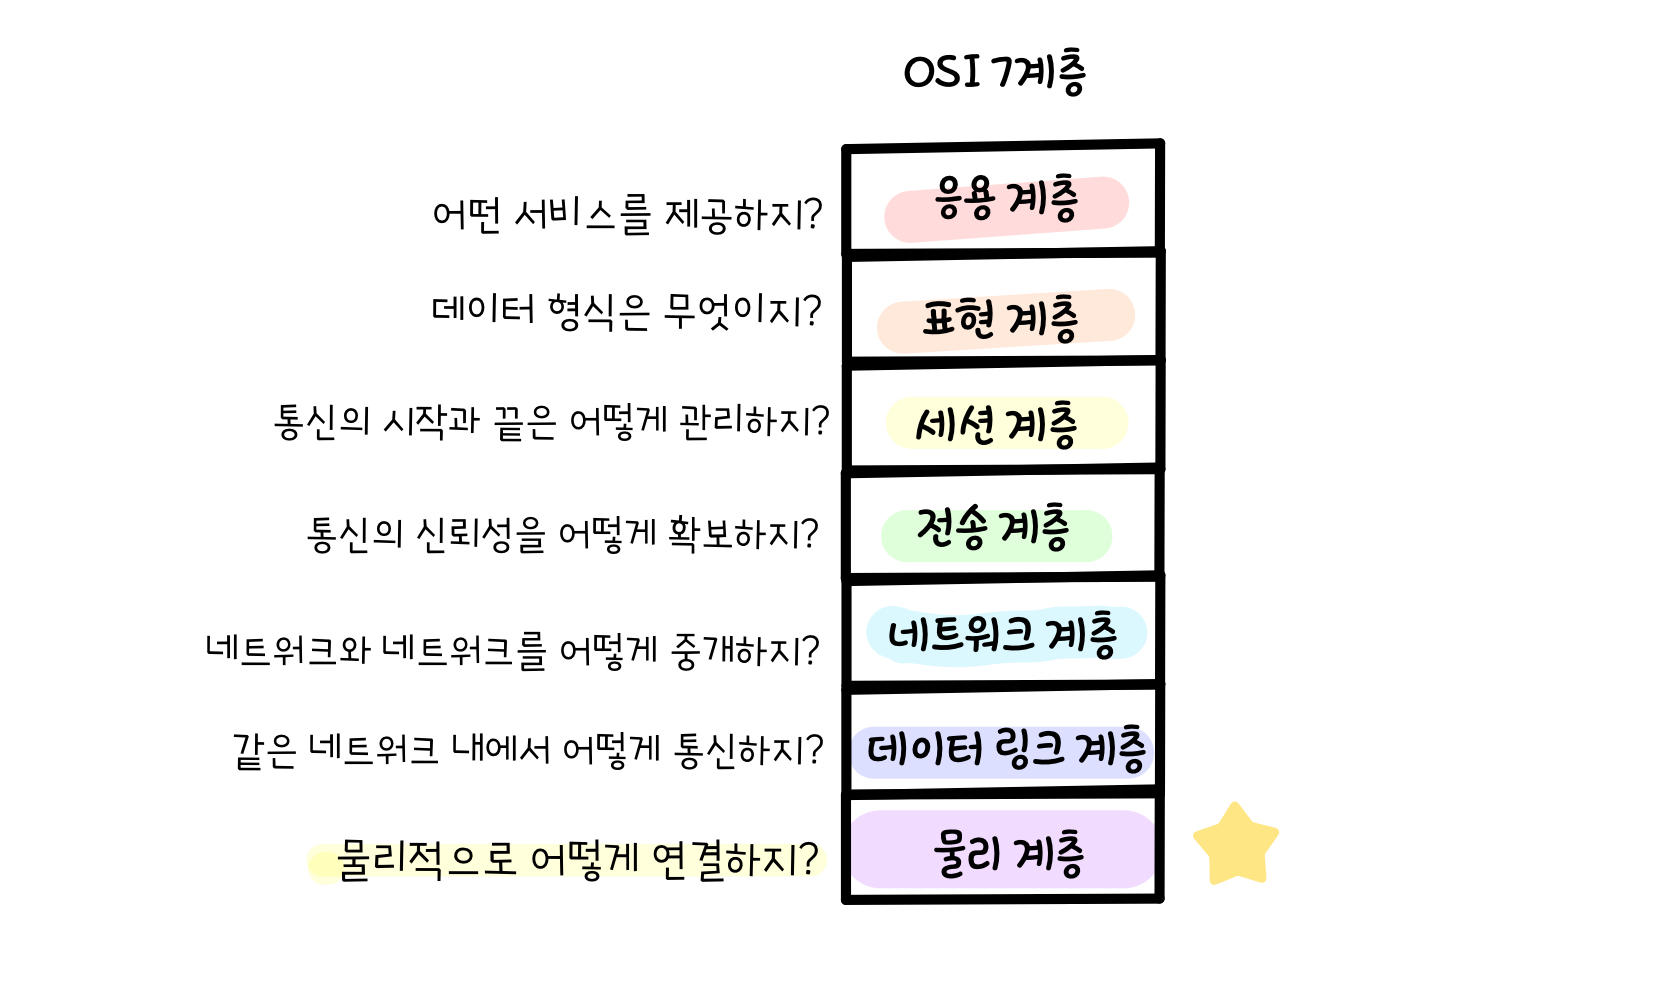 OSI 7계층
어떤 서비스를 제공하지?
응용 계층
데이터 형식은 무엇이지?
표현 계층
통신의 시작과 끝은 어떻게 관리하지?
세션 계층
통신의 신뢰성을 어떻게 확보하지?
전송 계층
네트워크와 네트워크를 어떻게 중개하지?
네트워크 계층
같은 네트워크 내에서 어떻게 통신하지?
데이터 링크 계층
물리적으로 어떻게 연결하지?
물리 계층